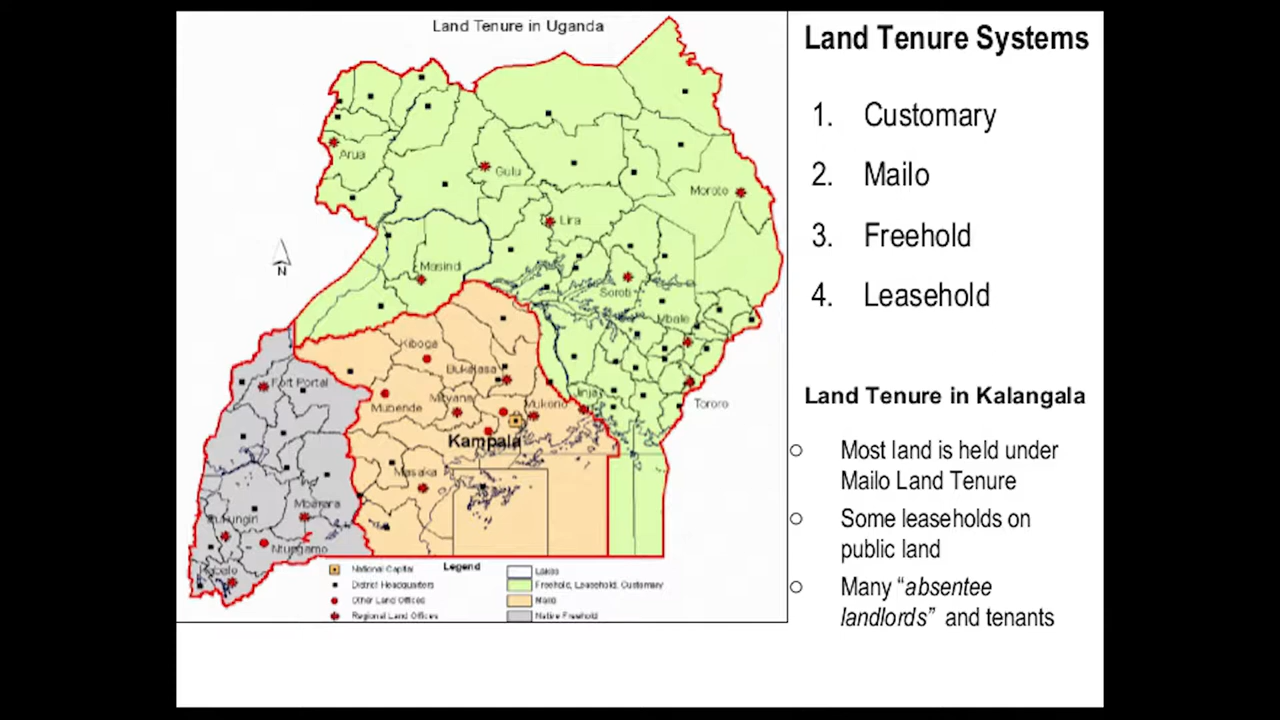 Land Tenure in Uganda
Arua
Gulu
Moroto
Lira
Masind
Soroti
Mbale
Kiboga
Bukalasa
Fort Portal
Mubende
Mityana
Mukono
Jinja
Tororo
Kampala
Masaka
Mbarara
Ntungamo
N
Legend
National Capital
District Headquarters
Other Land Offices
Regional Land Offices
Lakes
Freehold, Leasehold, Customary
Mailo
Native Freehold
Land Tenure Systems
1. Customary
2. Mailo
3. Freehold
4. Leasehold
Land Tenure in Kalangala
Most land is held under
Mailo Land Tenure
Some leaseholds on
public land
Many “absentee
landlords” and tenants